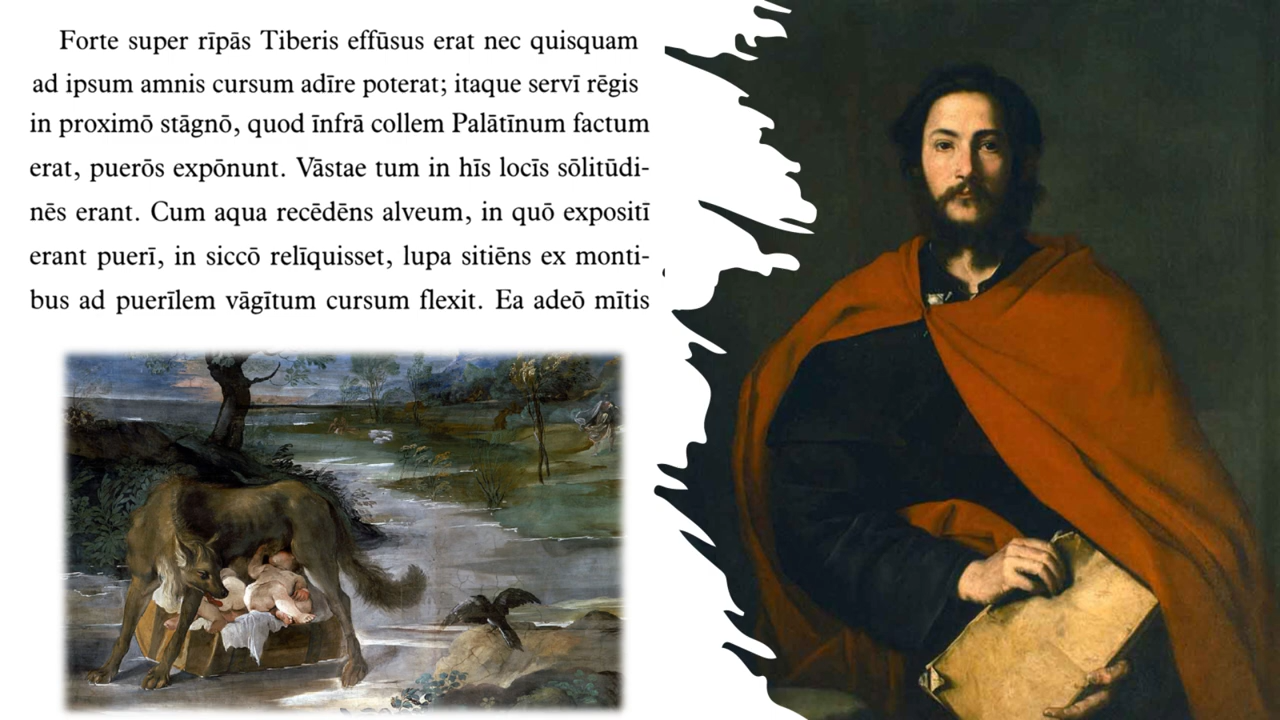 Forte super rīpās Tiberis effūsus erat nec quisquam
ad ipsum amnis cursum adīre poterat; itaque servī rēgis
in proximō stāgnō, quod īnfrā collem Palātīnum factum
erat, puerōs expōnunt. Vāstae tum in hīs locīs sōlitūdi-
nēs erant. Cum aqua recēdēns alveum, in quō expositī
erant puerī, in siccō relīquisset, lupa sitiēns ex monti-
bus ad puerīlem vāgītum cursum flexit. Ea adeō mītis